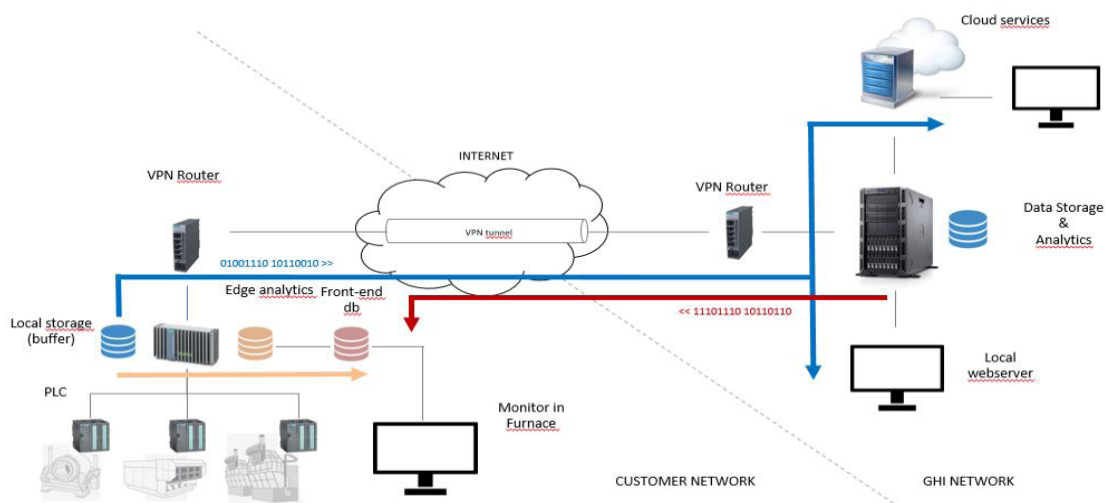 Cloud services
INTERNET
VPN Router
VPN Router
VPN tunnel
Data Storage
&
Analytics
01001110 10110010 >>
Edge analytics
Front-end
db
<< 11101110 10110110
Local storage
(buffer)
Local
webserver
PLC
Monitor in
Furnace
CUSTOMER NETWORK
GHI NETWORK